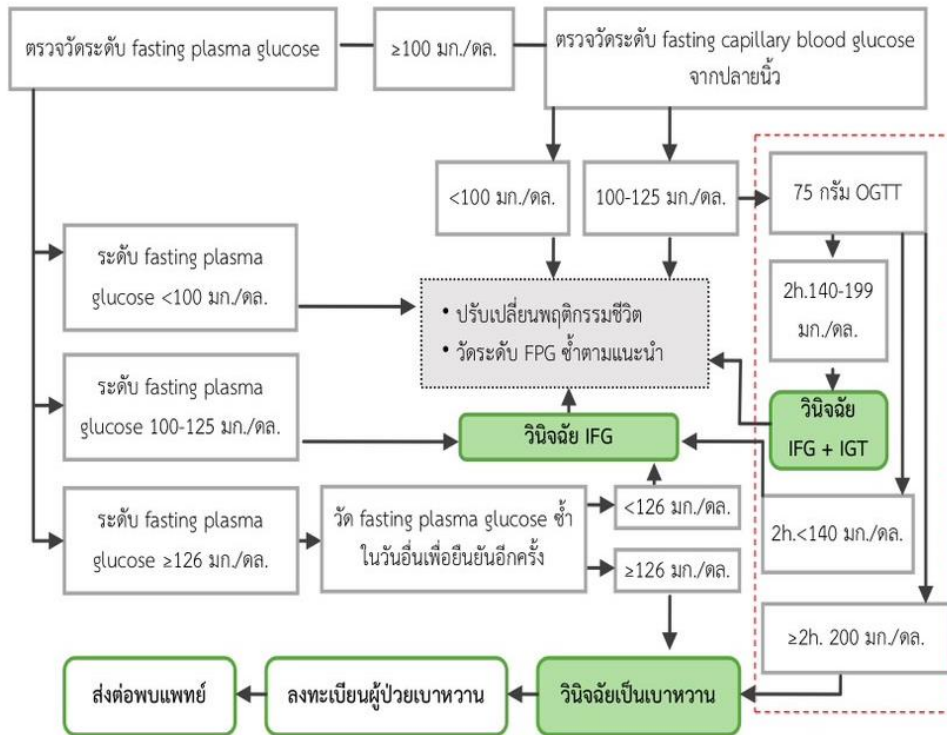 ตรวจวัดระดับ fasting plasma glucose
≥100 มก./ดล.
ตรวจวัดระดับ fasting capillary blood glucose
จากปลายนิ้ว
<100 มก./ดล.
100-125 มก./ดล.
75 กรัม OGTT
ระดับ fasting plasma
glucose <100 มก./ดล.
• ปรับเปลี่ยนพฤติกรรมชีวิต
• วัดระดับ FPG ซ้ำตามแนะนำ
2h.140-199
มก./ดล.
ระดับ fasting plasma
glucose 100-125 มก./ดล.
วินิจฉัย IFG
วินิจฉัย
IFG + IGT
ระดับ fasting plasma
glucose ≥126 มก./ดล.
วัด fasting plasma glucose ซ้ำ
ในวันอื่นเพื่อยืนยันอีกครั้ง
<126 มก./ดล.
≥126 มก./ดล.
2h.<140 มก./ดล.
≥2h. 200 มก./ดล.
ส่งต่อพบแพทย์
ลงทะเบียนผู้ป่วยเบาหวาน
วินิจฉัยเป็นเบาหวาน